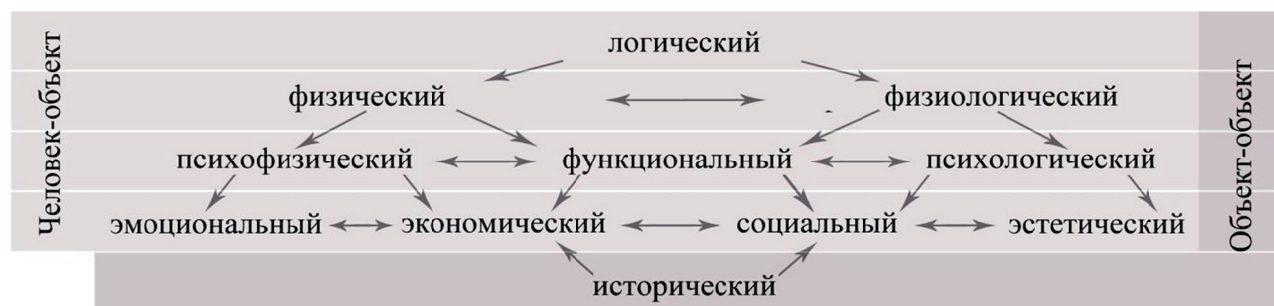 логический
физический физиологический
психофизический функциональный психологический
эмоциональный экономический социальный эстетический
исторический
Человек-объект
Объект-объект